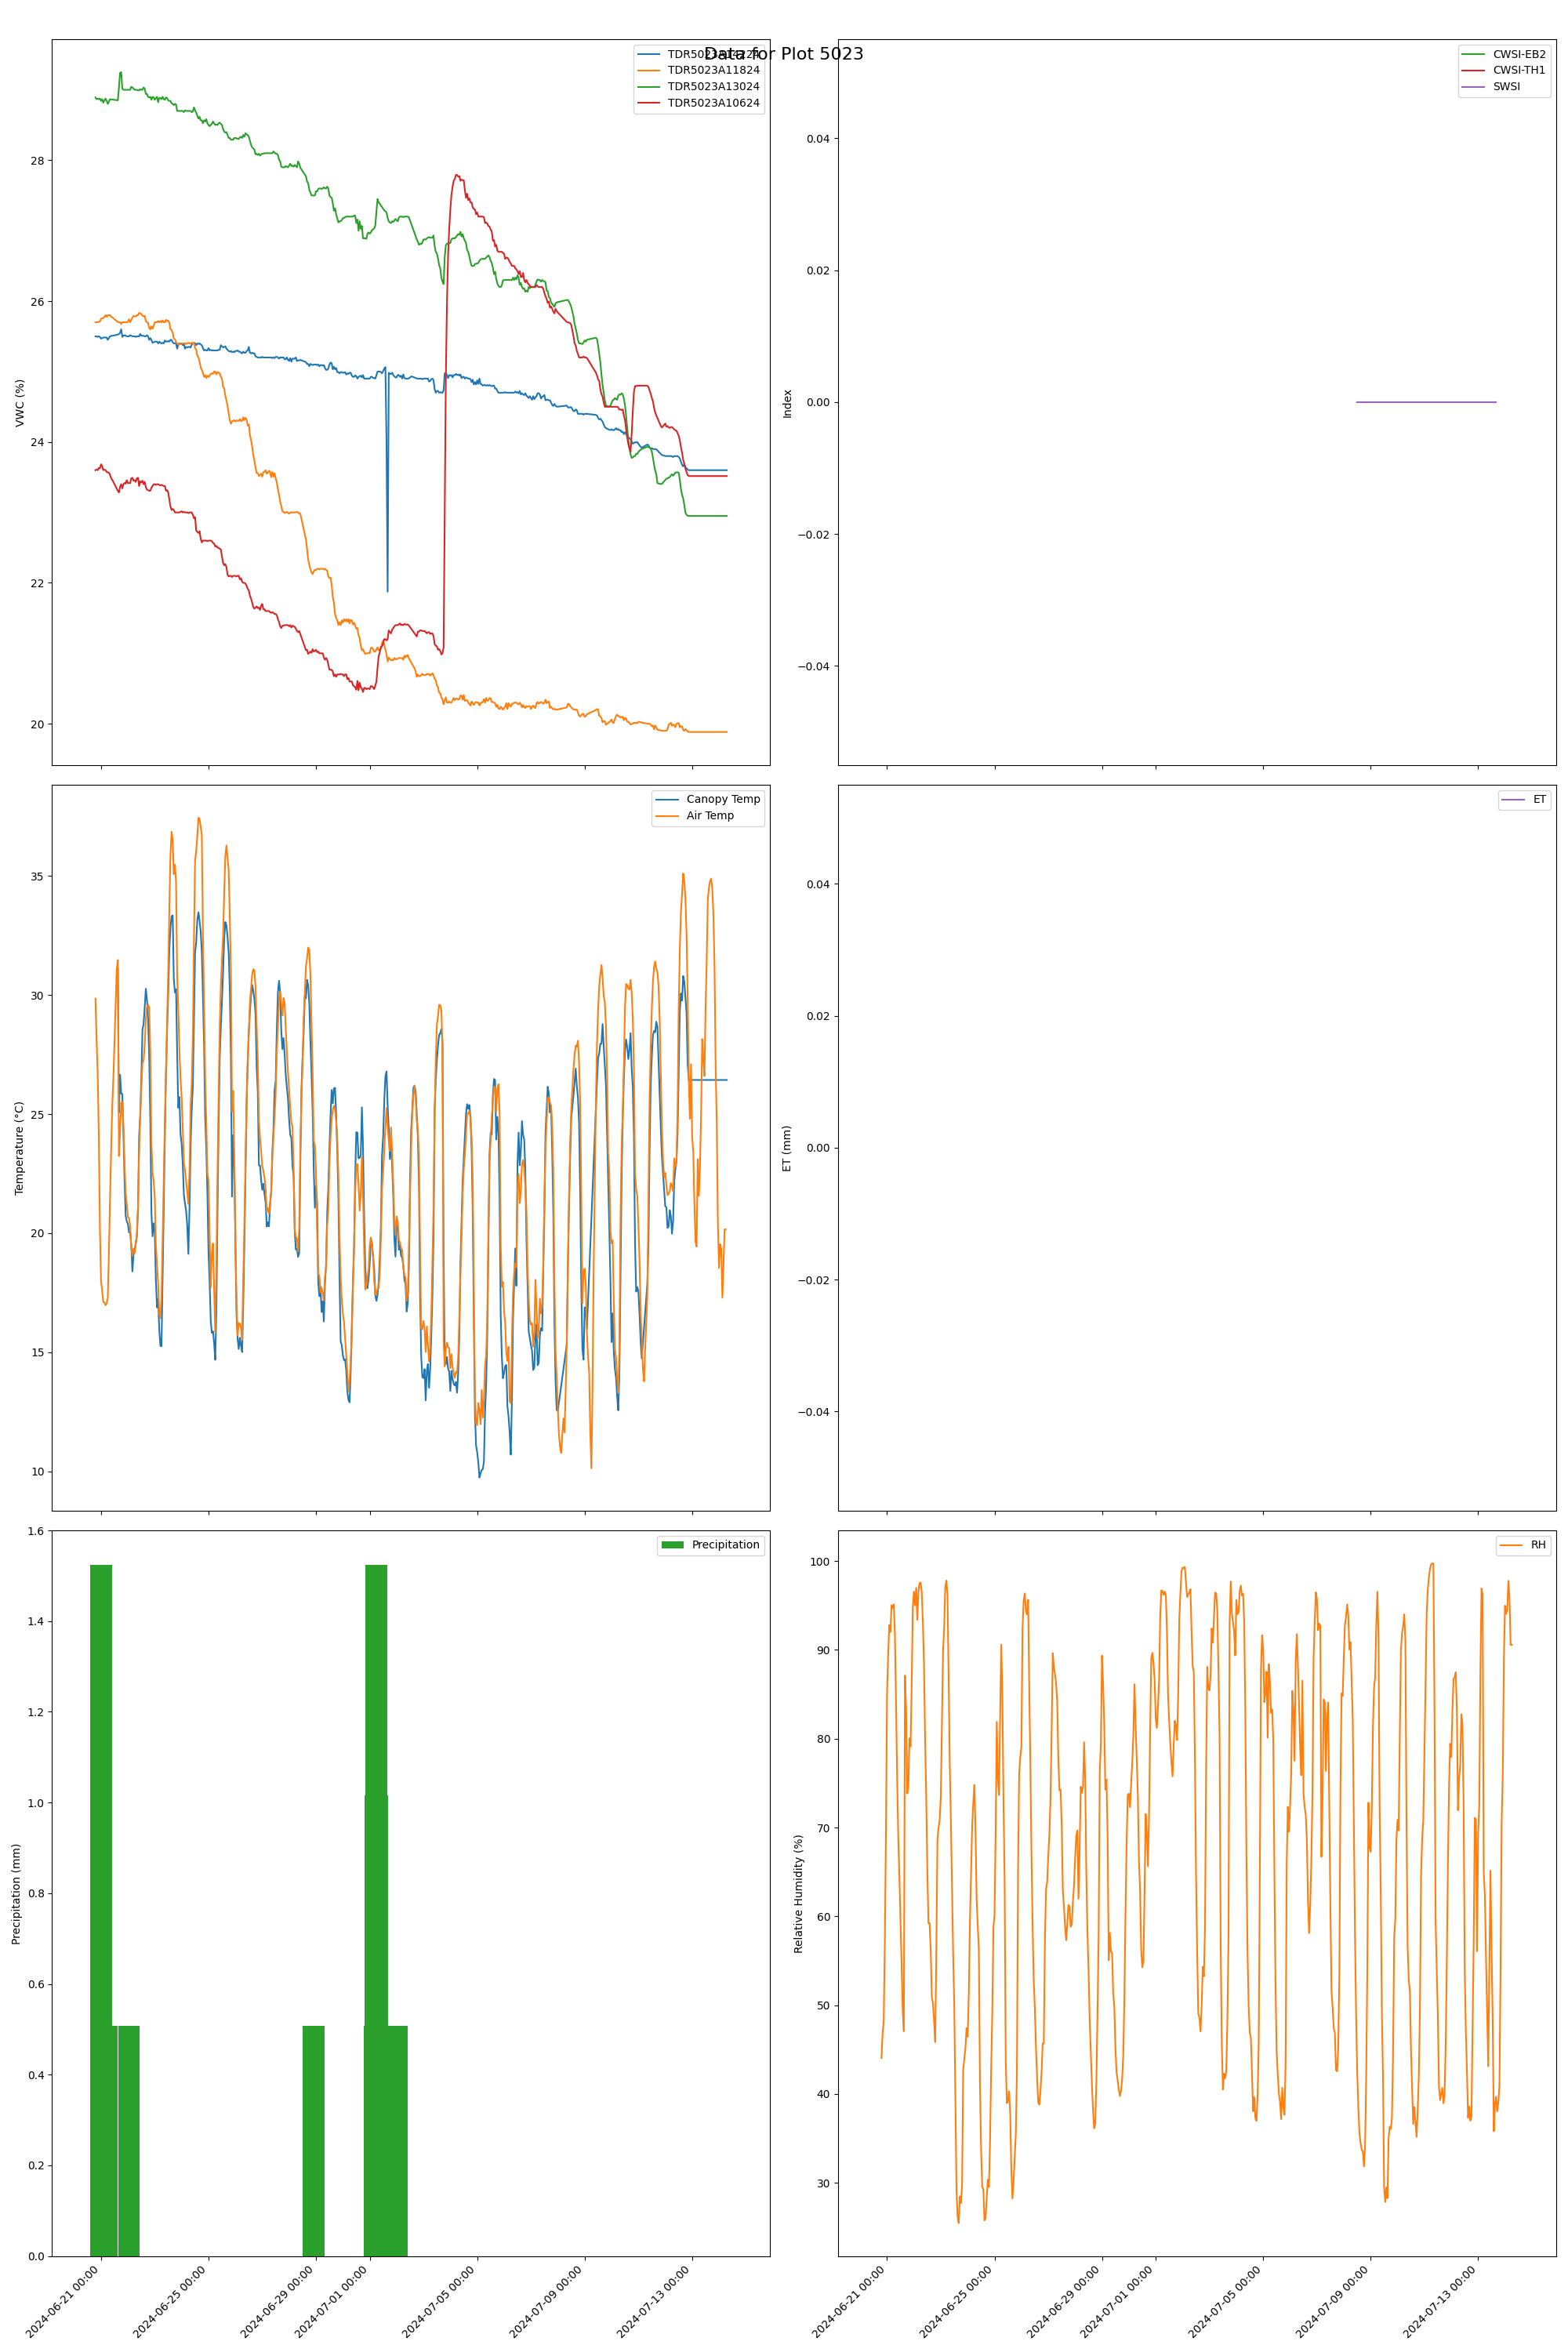 Data for Plot 5023
TDR5023A11824
TDR5023A13024
TDR5023A10624
VWC (%)
28
26
24
22
20
CWSI-EB2
CWSI-TH1
SWSI
Index
0.04
0.02
0.00
−0.02
−0.04
Canopy Temp
Air Temp
Temperature (°C)
35
30
25
20
15
10
ET
ET (mm)
0.04
0.02
0.00
−0.02
−0.04
Precipitation
Precipitation (mm)
1.6
1.4
1.2
1.0
0.8
0.6
0.4
0.2
0.0
2024-06-21 00:00
2024-06-25 00:00
2024-06-29 00:00
2024-07-01 00:00
2024-07-05 00:00
2024-07-09 00:00
2024-07-13 00:00
RH
Relative Humidity (%)
100
90
80
70
60
50
40
30
2024-06-21 00:00
2024-06-25 00:00
2024-06-29 00:00
2024-07-01 00:00
2024-07-05 00:00
2024-07-09 00:00
2024-07-13 00:00